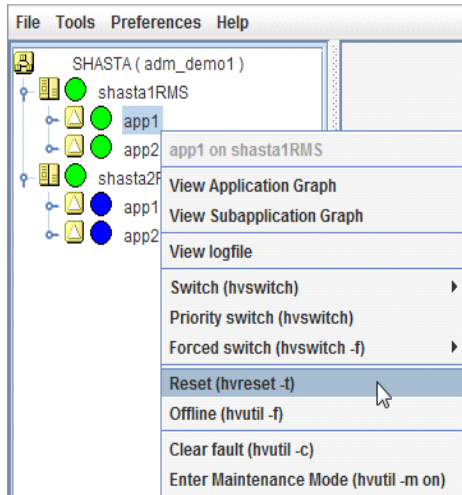 File Tools Preferences Help
SHASTA ( adm_demo1 )
shasta1RMS
app1
app2
shasta2
app1
app2
app1 on shasta1RMS
View Application Graph
View Subapplication Graph
View logfile
Switch (hvswitch)
Priority switch (hvswitch)
Forced switch (hvswitch -f)
Reset (hvreset -t)
Offline (hvutil -f)
Clear fault (hvutil -c)
Enter Maintenance Mode (hvutil -m on)